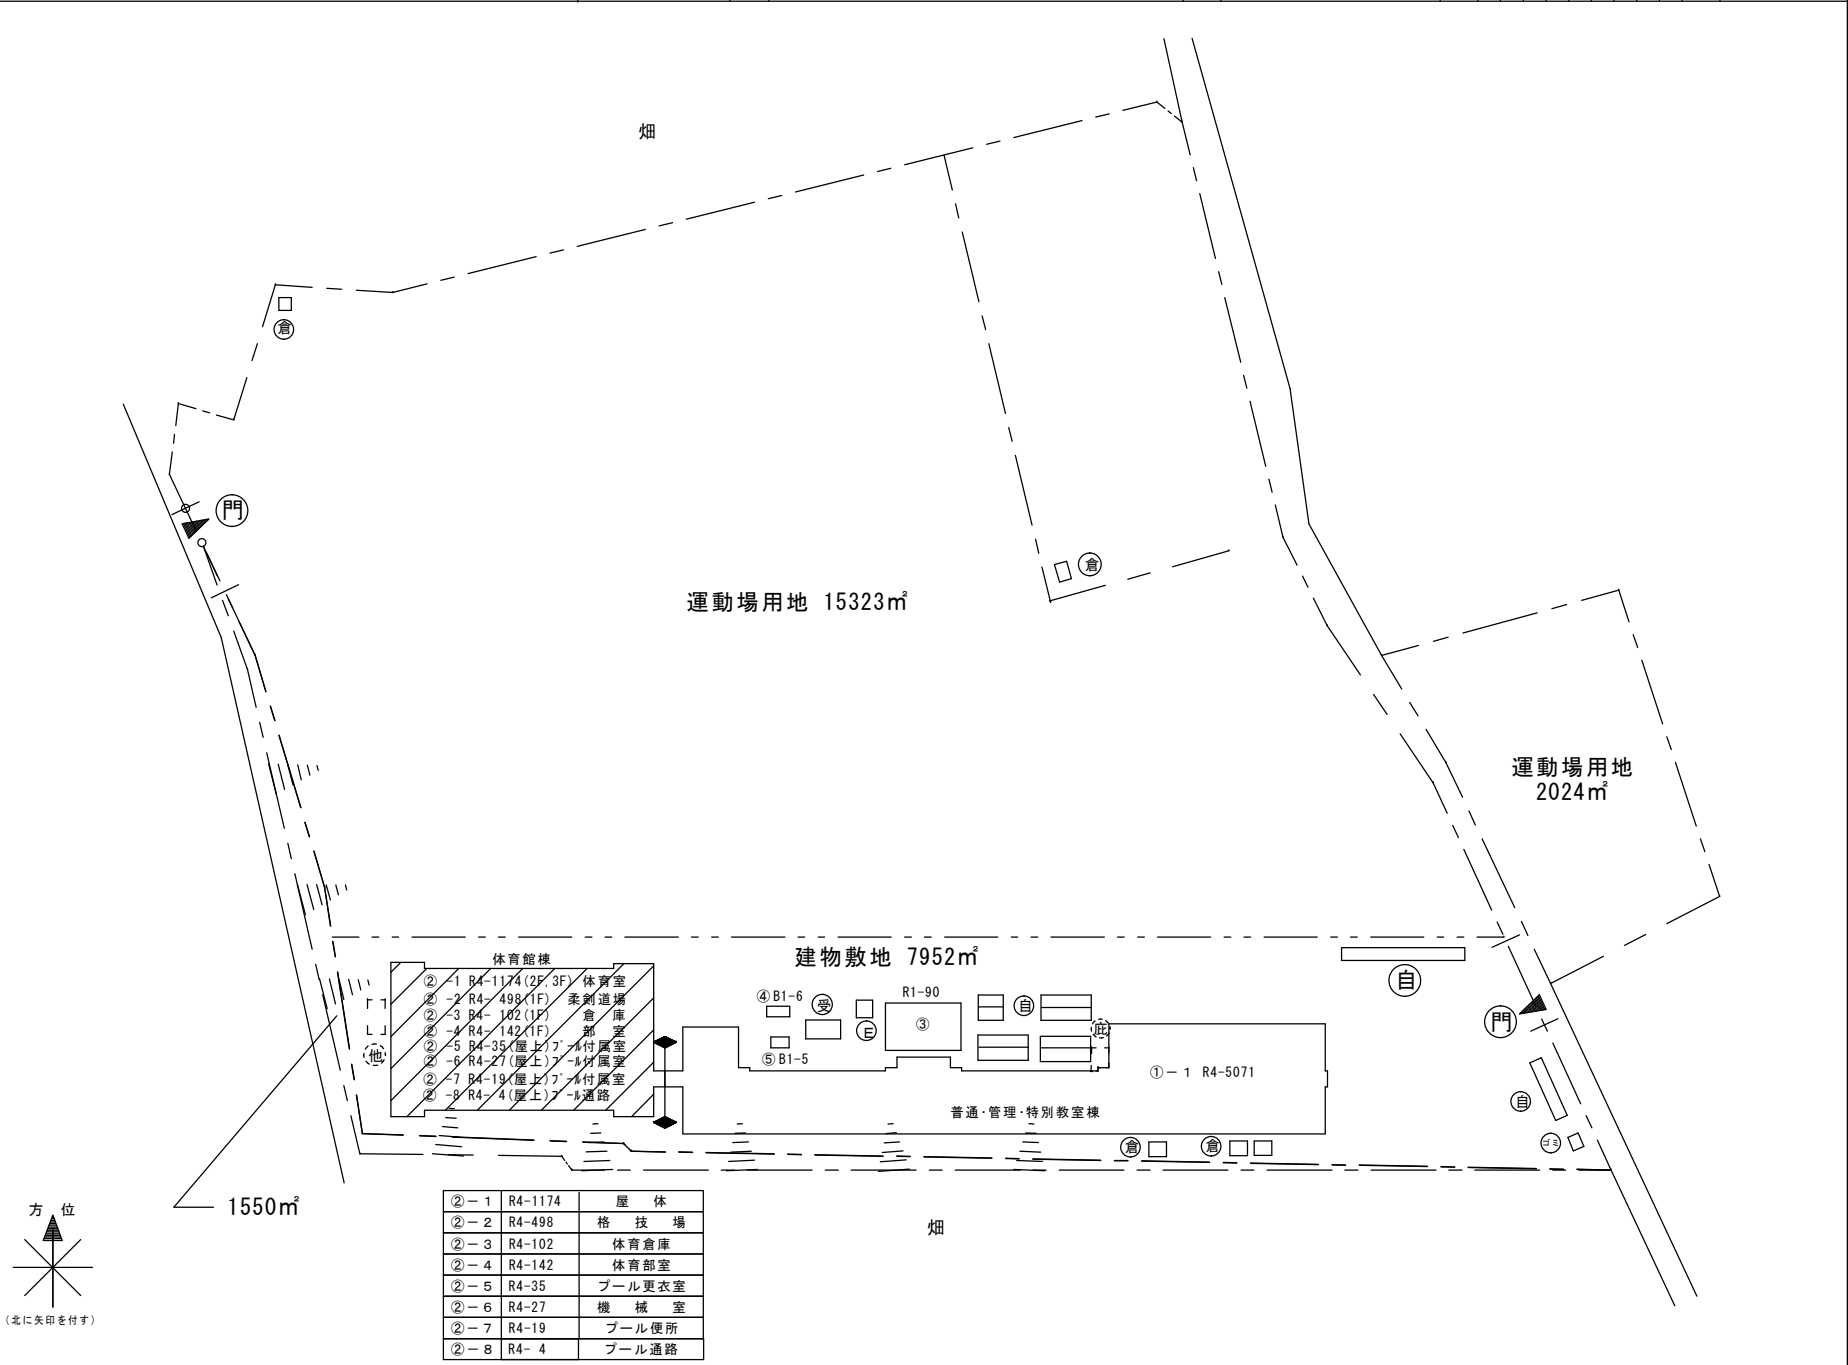 畑
倉
門
倉
運動場用地 15323㎡
運動場用地
2024㎡
建物敷地 7952㎡
体育館棟
②-1 R4-1174(2F,3F) 体育室
②-2 R4- 498(1F) 柔剣道場
②-3 R4- 102(1F) 倉庫
②-4 R4- 142(1F) 部室
②-5 R4-35(屋上)プール付属室
②-6 R4-27(屋上)プール付属室
②-7 R4-19(屋上)プール付属室
②-8 R4- 4(屋上)プール通路
他
④B1-6
受
E
R1-90
③
自
庇
自
門
⑤B1-5
①-1 R4-5071
普通・管理・特別教室棟
自
倉
倉
ゴミ
1550㎡
方位
(北に矢印を付す)
②-1 R4-1174 屋体
②-2 R4-498 格技場
②-3 R4-102 体育倉庫
②-4 R4-142 体育部室
②-5 R4-35 プール更衣室
②-6 R4-27 機械室
②-7 R4-19 プール便所
②-8 R4- 4 プール通路
畑